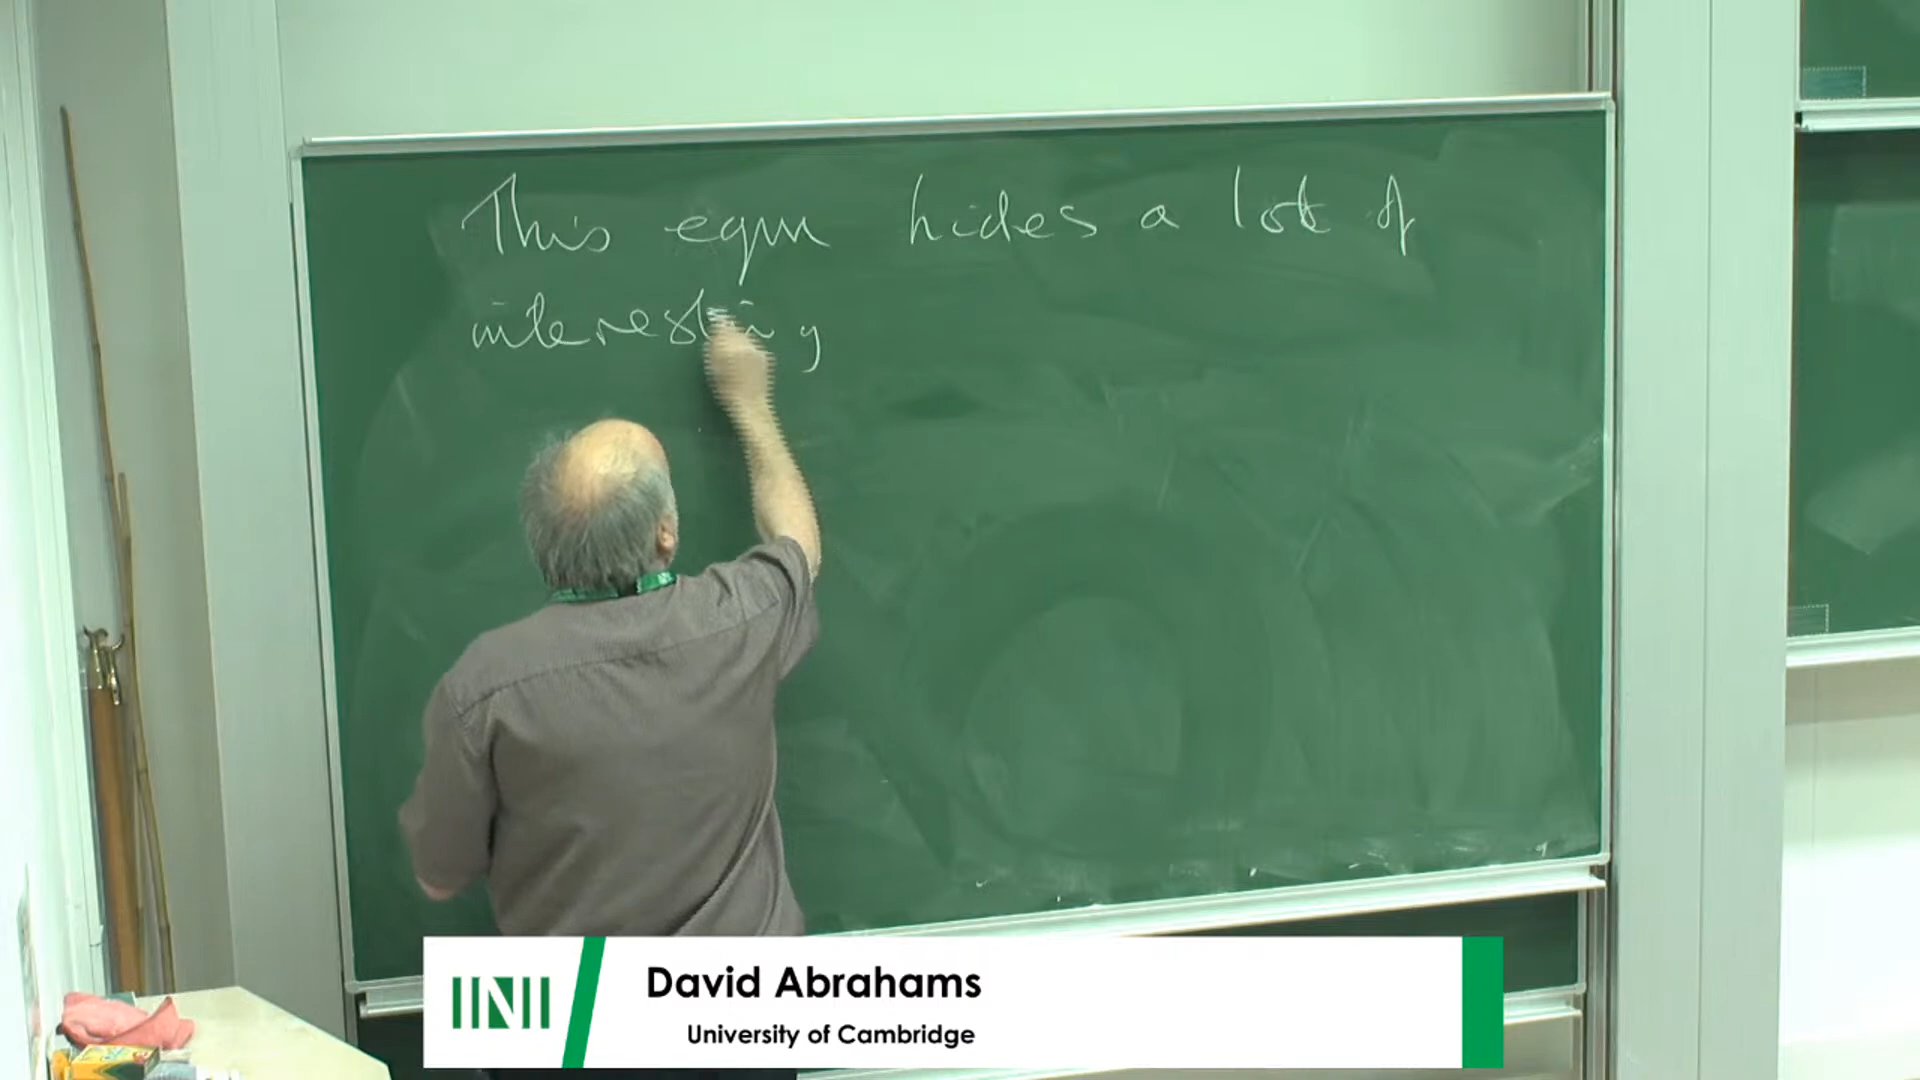 This eqn hides a lot of
interesting
INI
David Abrahams
University of Cambridge